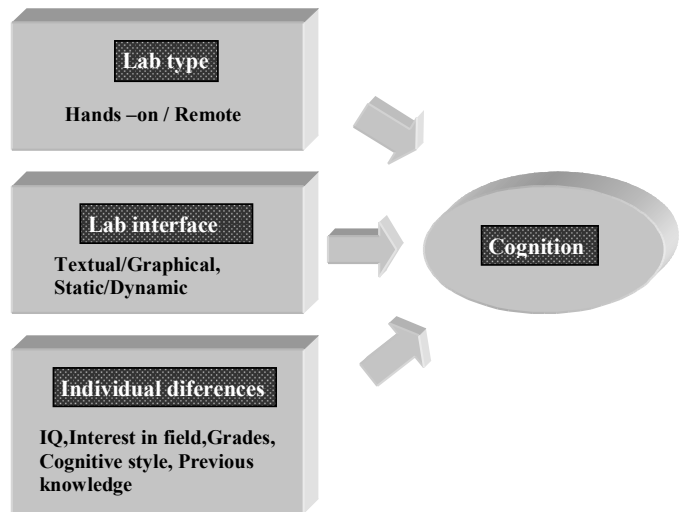 Lab type
Hands –on / Remote
Lab interface
Textual/Graphical,
Static/Dynamic
Cognition
Individual diferences
IQ,Interest in field,Grades,
Cognitive style, Previous
knowledge